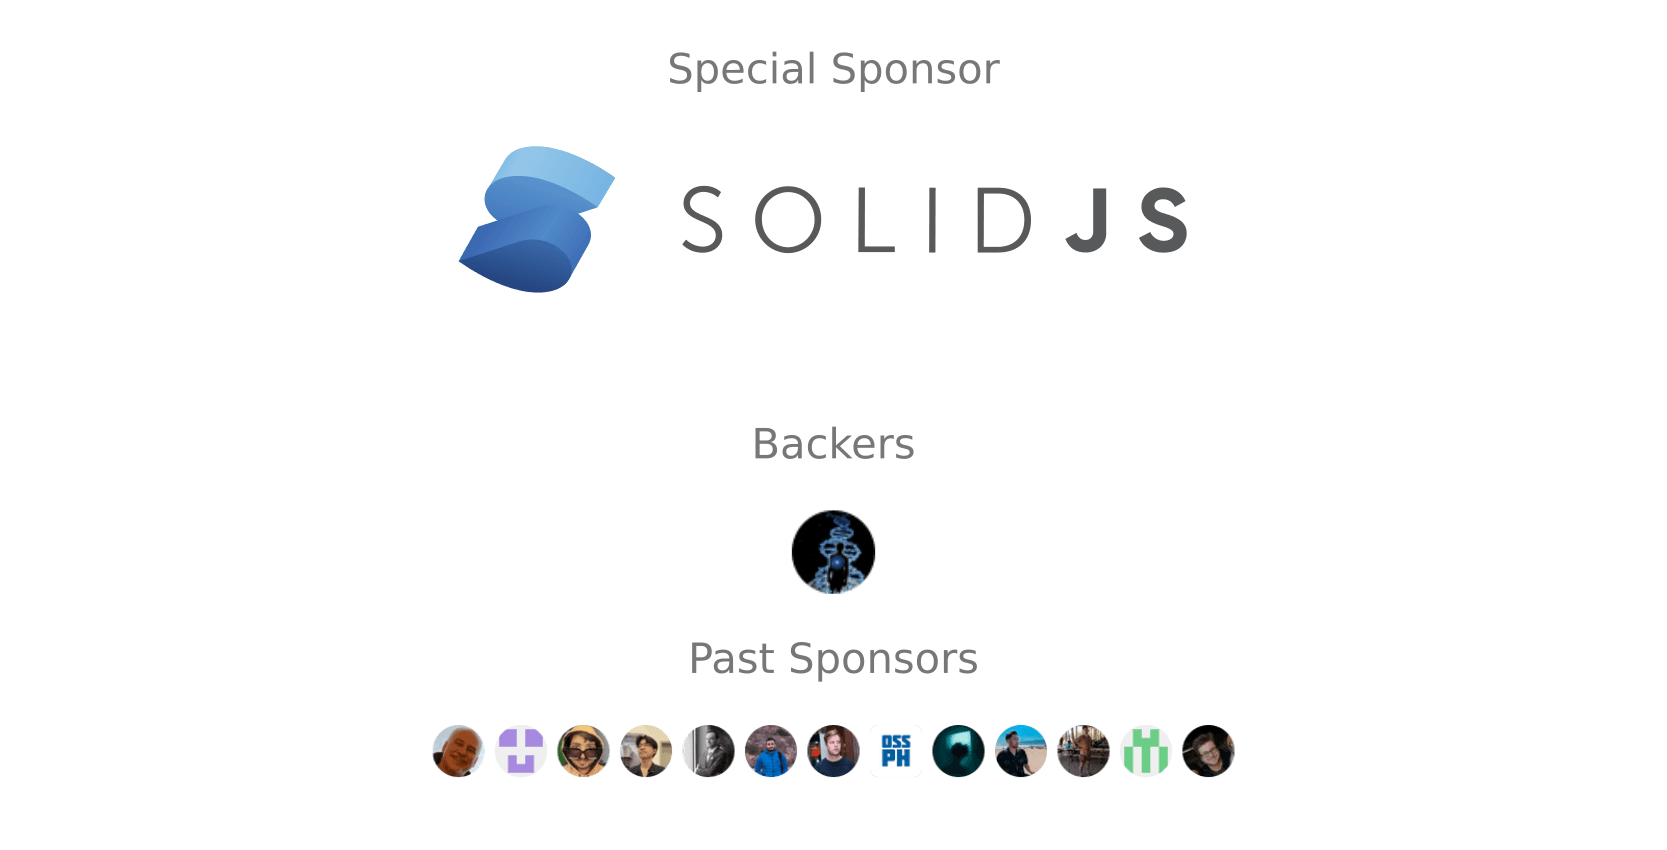 Special Sponsor
SOLIDJS
Backers
Past Sponsors
OSS
PH